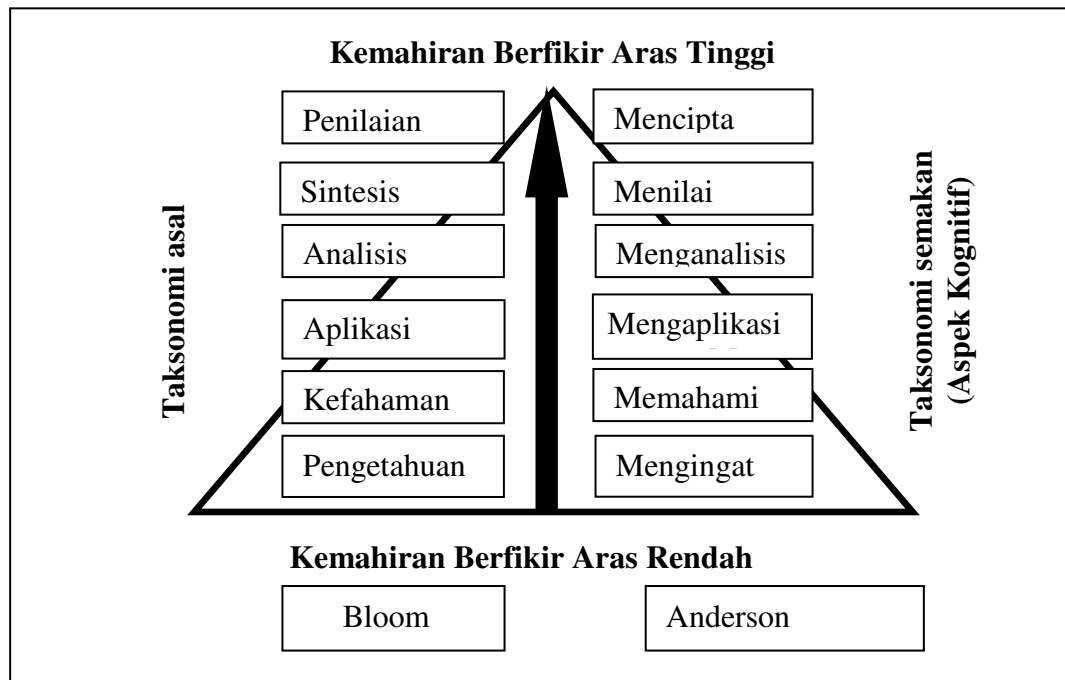 Kemahiran Berfikir Aras Tinggi
Penilaian
Mencipta
Sintesis
Menilai
Analisis
Menganalisis
Aplikasi
Mengaplikasi
Kefahaman
Memahami
Pengetahuan
Mengingat
Taksonomi asal
Taksonomi semakan
(Aspek Kognitif)
Kemahiran Berfikir Aras Rendah
Bloom
Anderson